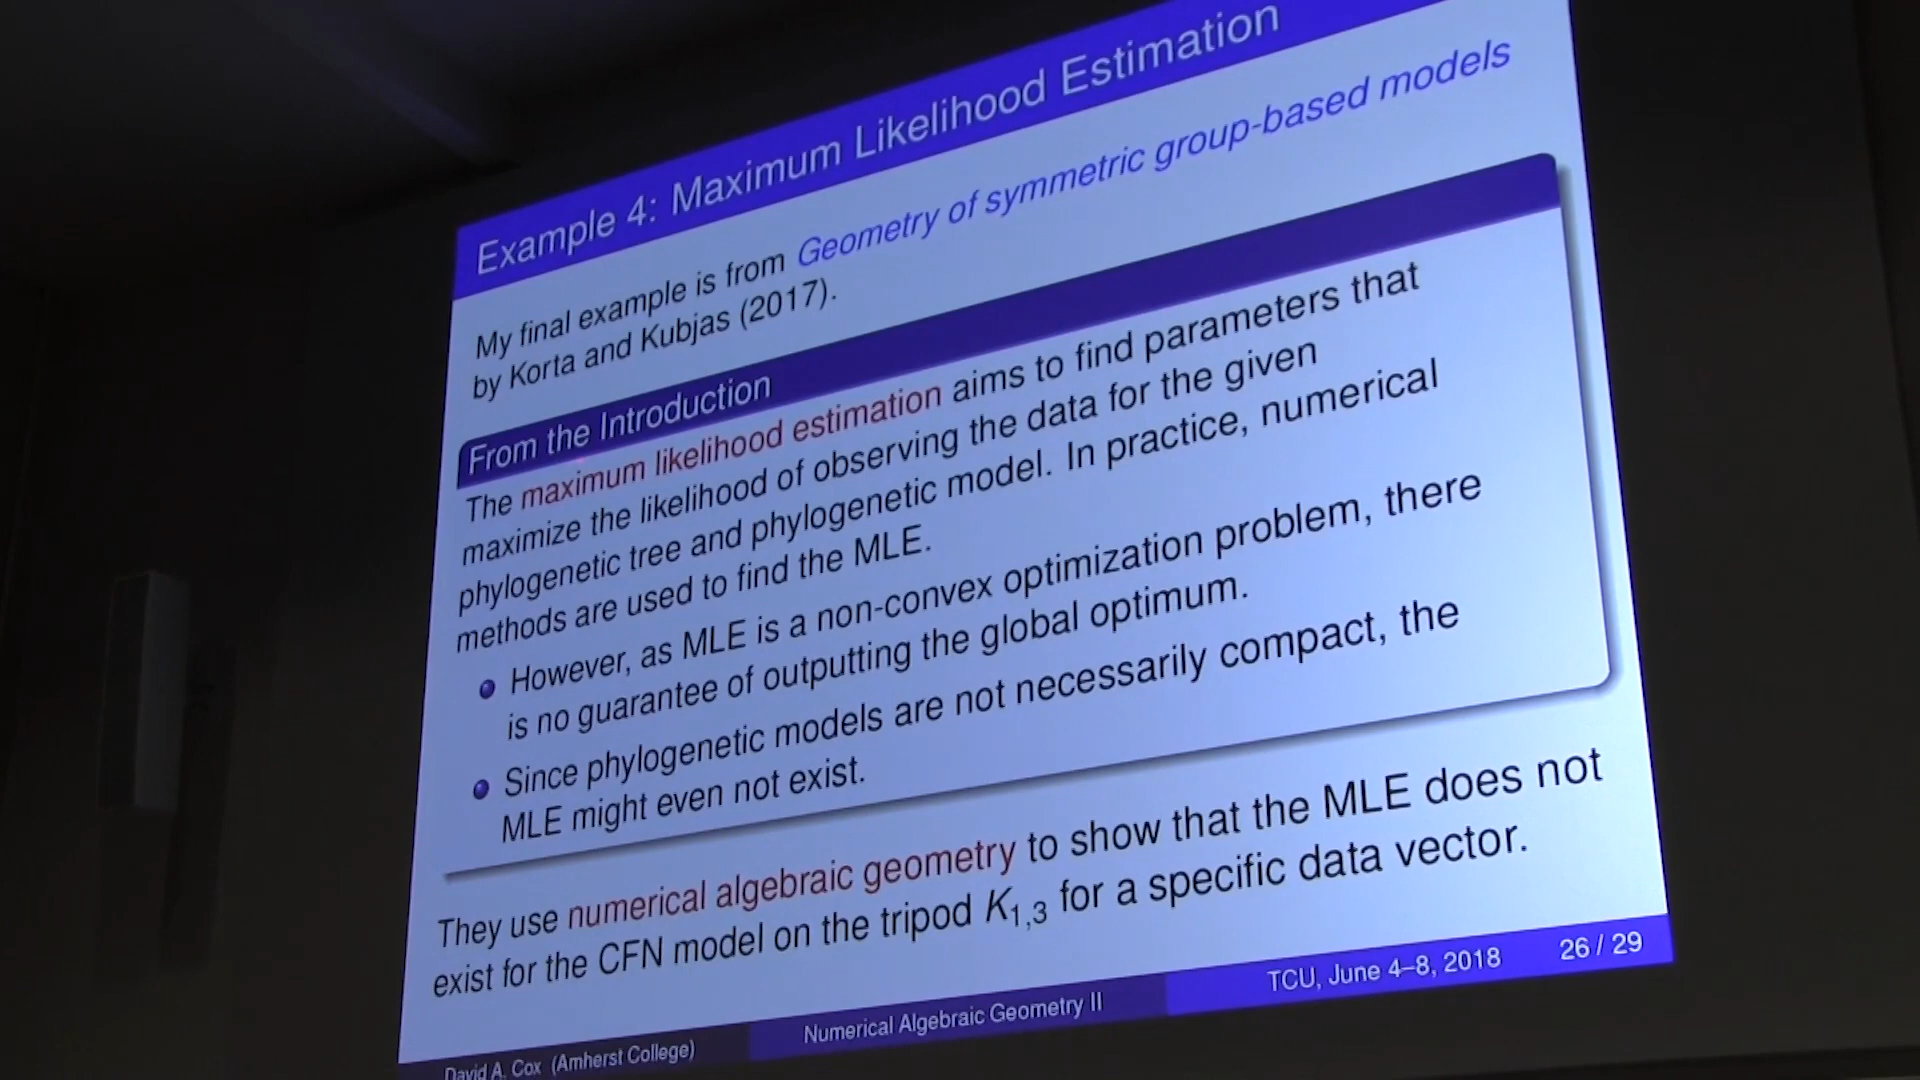 Example 4: Maximum Likelihood Estimation
My final example is from Geometry of symmetric group-based models
by Korta and Kubjas (2017).
From the Introduction
The maximum likelihood estimation aims to find parameters that
maximize the likelihood of observing the data for the given
phylogenetic tree and phylogenetic model. In practice, numerical
methods are used to find the MLE.
However, as MLE is a non-convex optimization problem, there
is no guarantee of outputting the global optimum.
Since phylogenetic models are not necessarily compact, the
MLE might even not exist.
They use numerical algebraic geometry to show that the MLE does not
exist for the CFN model on the tripod K1,3 for a specific data vector.
David A. Cox (Amherst College)
Numerical Algebraic Geometry II
TCU, June 4–8, 2018
26 / 29